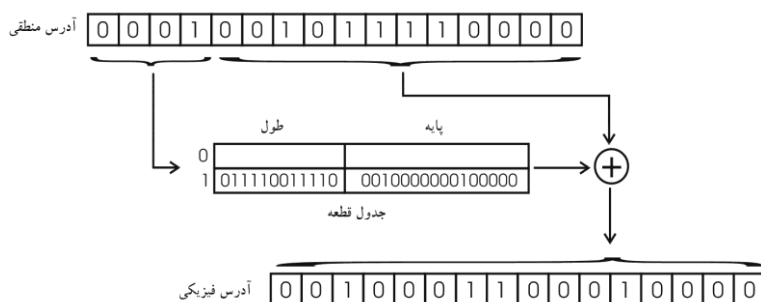 آدرس منطقی 0 0 0 1 0 0 1 0 1 1 1 1 0 0 0 0
طول پایه
0
1 011110011110 0010000000100000
+
جدول قطعه
آدرس فیزیکی 0 0 1 0 0 0 1 1 0 0 0 1 0 0 0 0